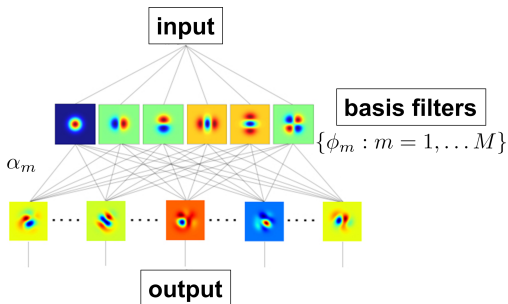 input
basis filters
{ϕ_m : m = 1, … M}
α_m
output